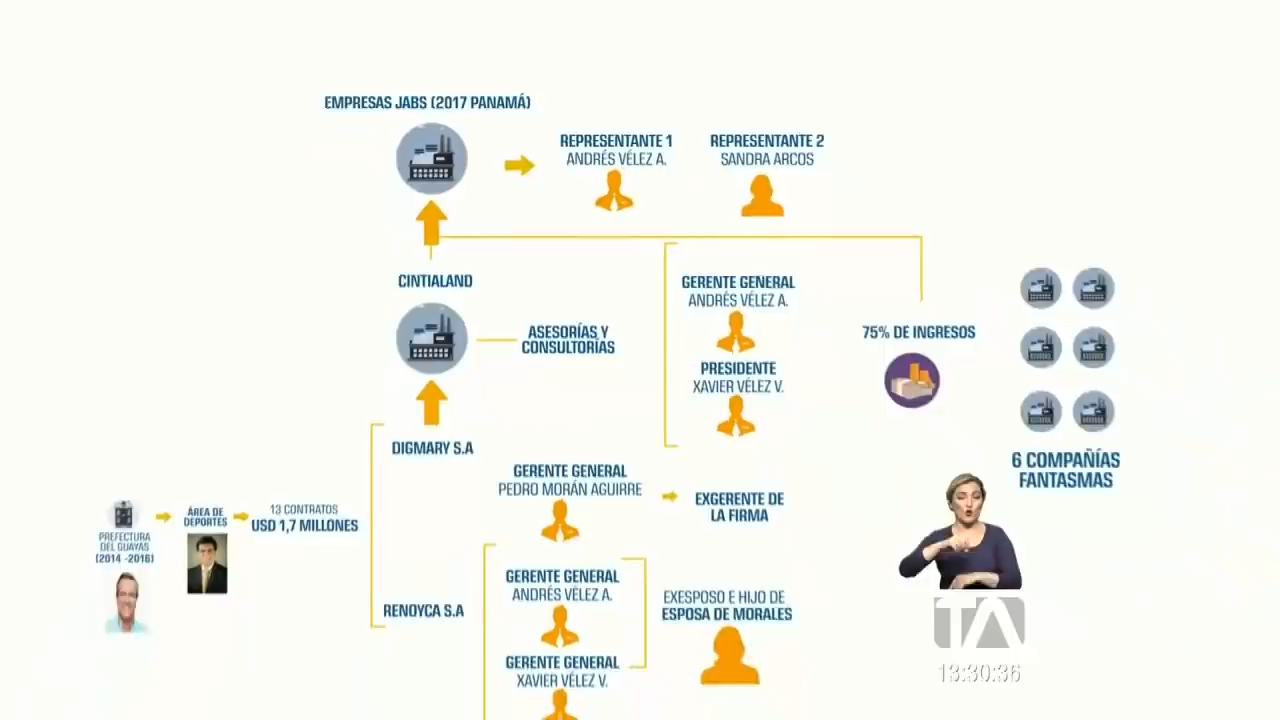 EMPRESAS JABS (2017 PANAMÁ)
REPRESENTANTE 1
ANDRÉS VÉLEZ A.
REPRESENTANTE 2
SANDRA ARCOS
CINTIALAND
ASESORÍAS Y
CONSULTORÍAS
GERENTE GENERAL
ANDRÉS VÉLEZ A.
PRESIDENTE
XAVIER VÉLEZ V.
75% DE INGRESOS
6 COMPAÑÍAS
FANTASMAS
DIGMARY S.A
GERENTE GENERAL
PEDRO MORÁN AGUIRRE
EXGERENTE DE
LA FIRMA
PREFECTURA
DEL GUAYAS
(2014 -2016)
ÁREA DE
DEPORTES
13 CONTRATOS
USD 1,7 MILLONES
RENOYCA S.A
GERENTE GENERAL
ANDRÉS VÉLEZ A.
GERENTE GENERAL
XAVIER VÉLEZ V.
EXESPOSO E HIJO DE
ESPOSA DE MORALES
TA
13:30:36